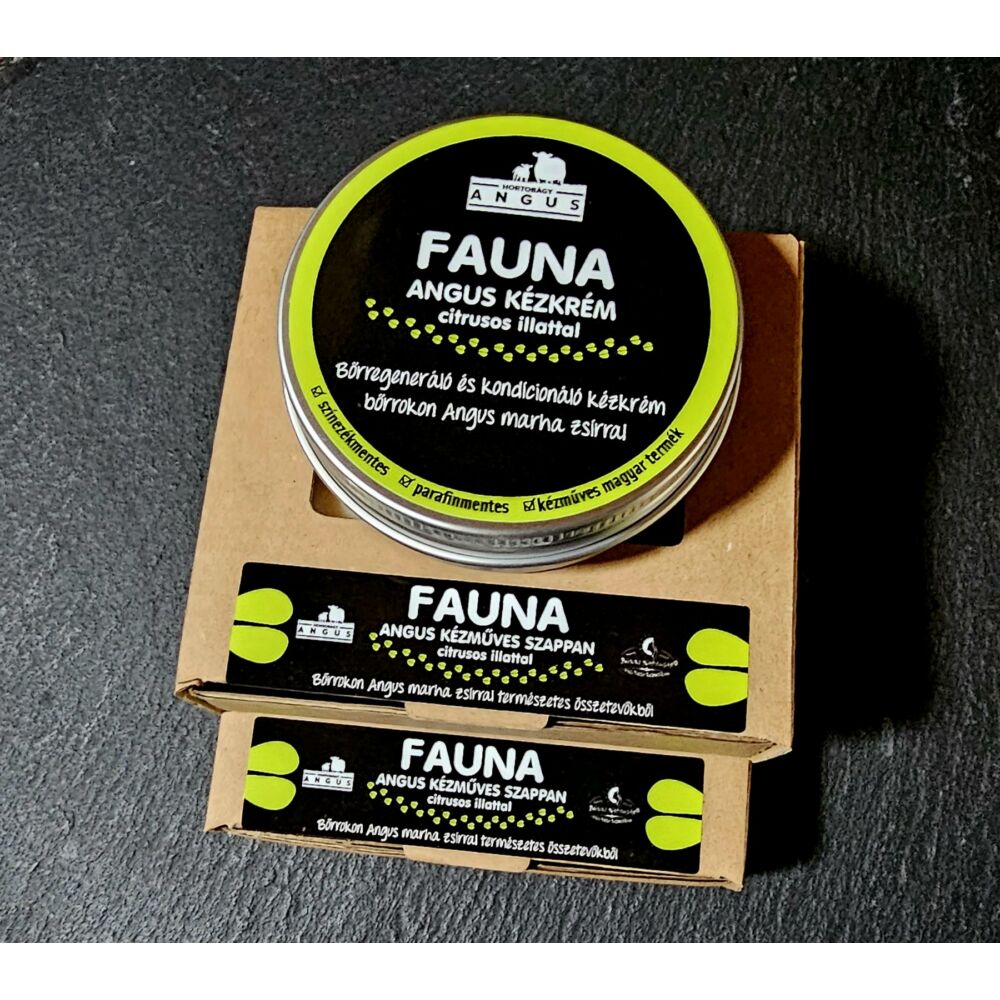 HORTOBÁGY
ANGUS
FAUNA
ANGUS KÉZKRÉM
citrusos illattal
Bőrregeneráló és kondícionáló kézkrém
bőrrokon Angus marha zsírral
színezékmentes
parafinmentes
kézműves magyar termék
HORTOBÁGY
ANGUS
FAUNA
ANGUS KÉZMŰVES SZAPPAN
citrusos illattal
Bőrrokon Angus marha zsírral természetes összetevőkből
ANGUS
FAUNA
ANGUS KÉZMŰVES SZAPPAN
citrusos illattal
Bőrrokon Angus marha zsírral természetes összetevőkből